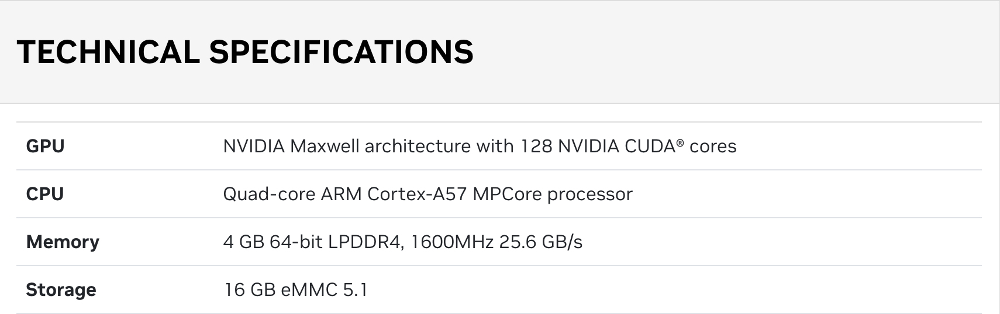 TECHNICAL SPECIFICATIONS
GPU NVIDIA Maxwell architecture with 128 NVIDIA CUDA® cores
CPU Quad-core ARM Cortex-A57 MPCore processor
Memory 4 GB 64-bit LPDDR4, 1600MHz 25.6 GB/s
Storage 16 GB eMMC 5.1